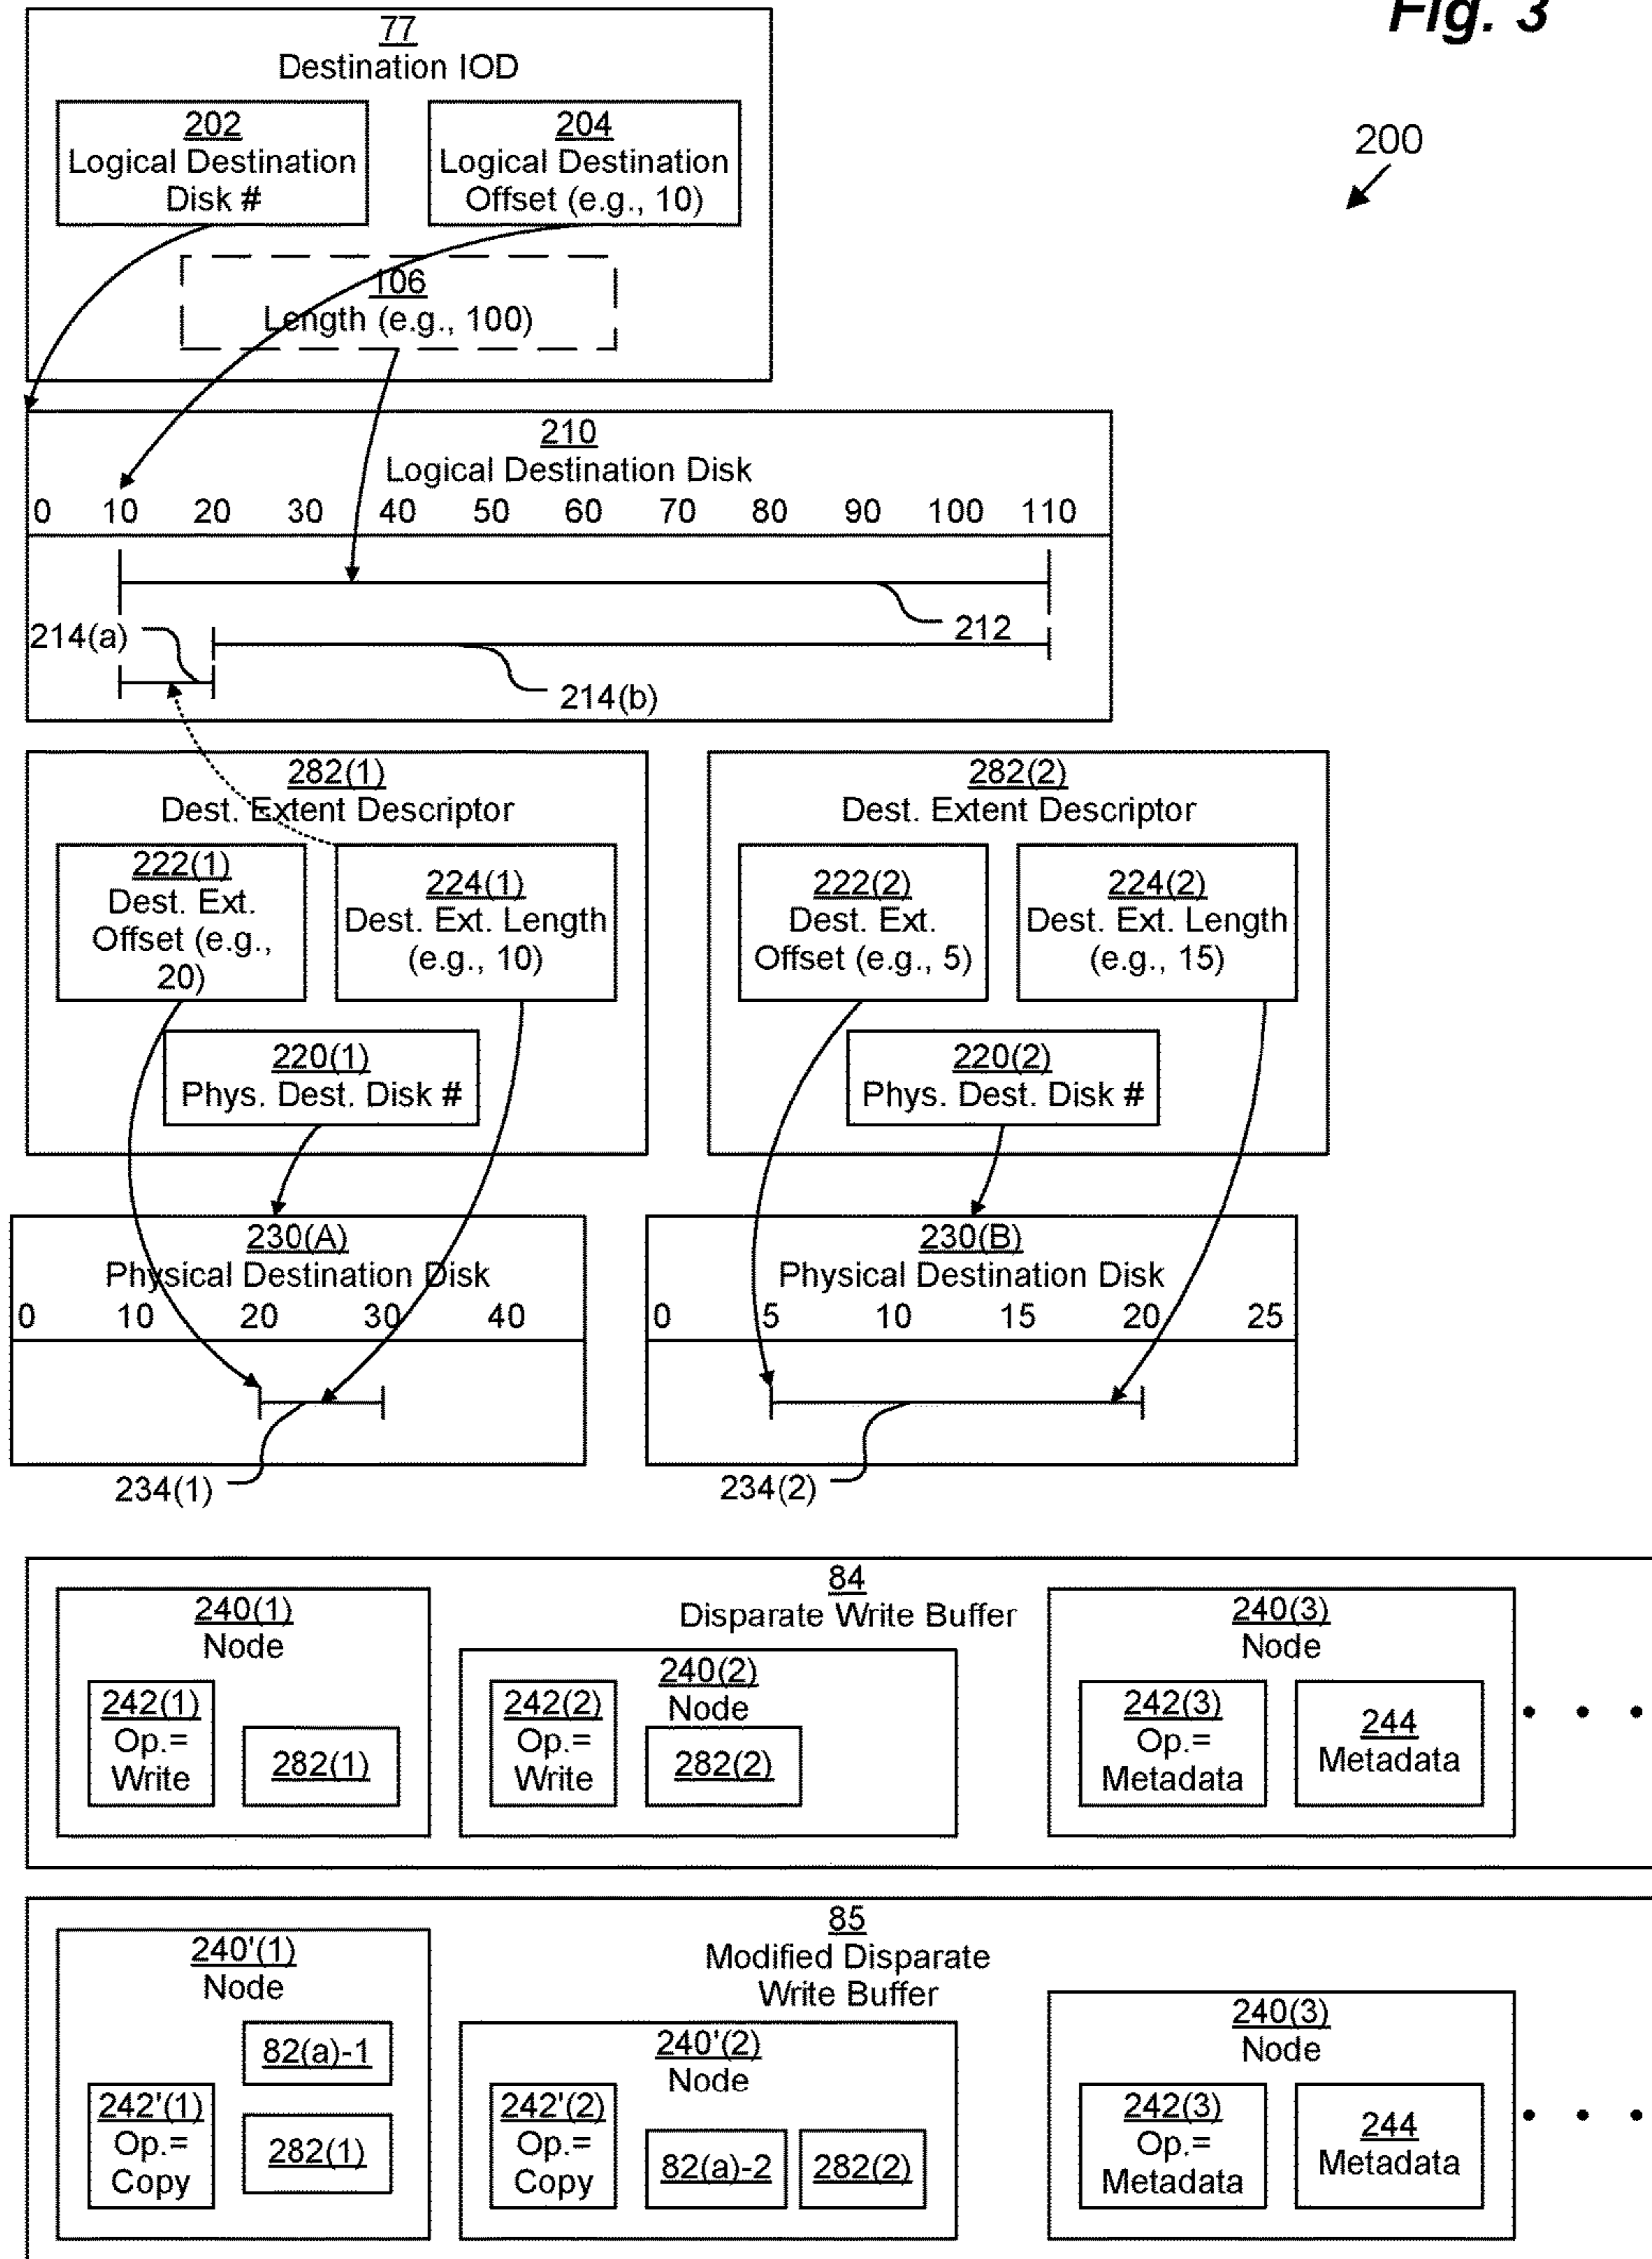 Fig. 3
77
Destination IOD
202
Logical Destination
Disk #
204
Logical Destination
Offset (e.g., 10)
200
106
Length (e.g., 100)
210
Logical Destination Disk
0 10 20 30 40 50 60 70 80 90 100 110
212
214(a)
214(b)
282(1)
Dest. Extent Descriptor
222(1)
Dest. Ext.
Offset (e.g.,
20)
224(1)
Dest. Ext. Length
(e.g., 10)
220(1)
Phys. Dest. Disk #
282(2)
Dest. Extent Descriptor
222(2)
Dest. Ext.
Offset (e.g., 5)
224(2)
Dest. Ext. Length
(e.g., 15)
220(2)
Phys. Dest. Disk #
230(A)
Physical Destination Disk
0 10 20 30 40
234(1)
230(B)
Physical Destination Disk
0 5 10 15 20 25
234(2)
84
Disparate Write Buffer
240(1)
Node
242(1)
Op.=
Write
282(1)
240(2)
Node
242(2)
Op.=
Write
282(2)
240(3)
Node
242(3)
Op.=
Metadata
244
Metadata
• • •
85
Modified Disparate
Write Buffer
240'(1)
Node
82(a)-1
242'(1)
Op.=
Copy
282(1)
240'(2)
Node
242'(2)
Op.=
Copy
82(a)-2
282(2)
240(3)
Node
242(3)
Op.=
Metadata
244
Metadata
• • •